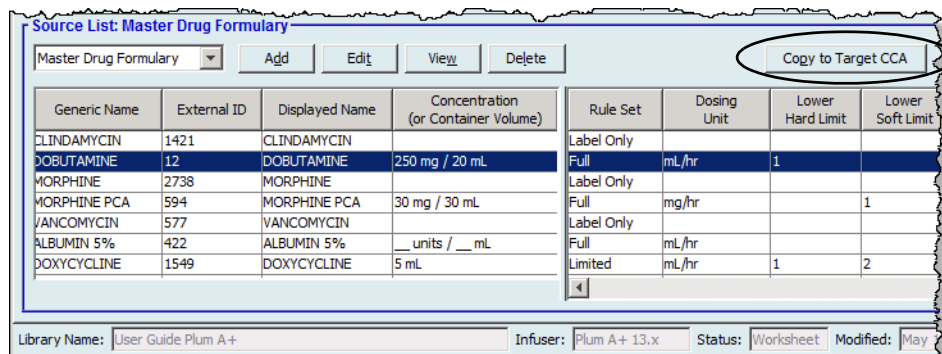 Source List: Master Drug Formulary
Master Drug Formulary Add Edit View Delete Copy to Target CCA
Generic Name External ID Displayed Name Concentration (or Container Volume) Rule Set Dosing Unit Lower Hard Limit Lower Soft Limit
CLINDAMYCIN 1421 CLINDAMYCIN Label Only
DOBUTAMINE 12 DOBUTAMINE 250 mg / 20 mL Full mL/hr 1
MORPHINE 2738 MORPHINE Label Only
MORPHINE PCA 594 MORPHINE PCA 30 mg / 30 mL Full mg/hr 1
VANCOMYCIN 577 VANCOMYCIN Label Only
ALBUMIN 5% 422 ALBUMIN 5% __ units / __ mL Full mL/hr
DOXYCYCLINE 1549 DOXYCYCLINE 5 mL Limited mL/hr 1 2
Library Name: User Guide Plum A+ Infuser: Plum A+ 13.x Status: Worksheet Modified: May